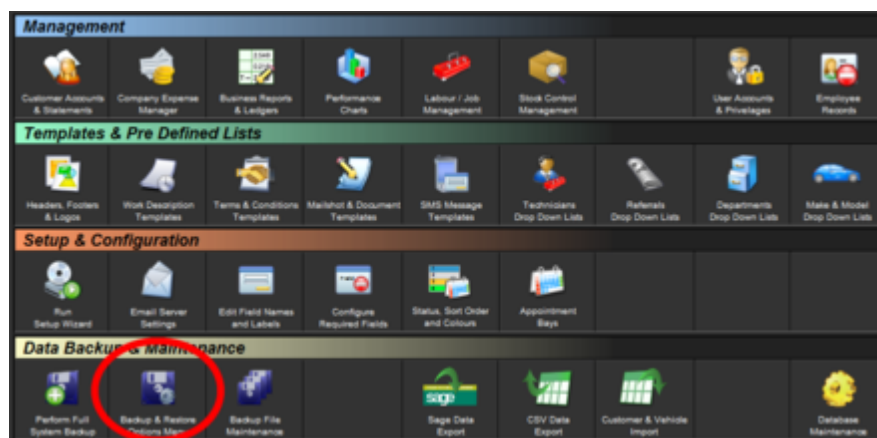 Management
Customer Accounts
& Statements
Company Expense
Manager
Business Reports
& Ledgers
Performance
Charts
Labour / Job
Management
Stock Control
Management
User Accounts
& Privelages
Employee
Records
Templates & Pre Defined Lists
Headers, Footers
& Logos
Work Description
Templates
Terms & Conditions
Templates
Mailshot & Document
Templates
SMS Message
Templates
Technicians
Drop Down Lists
Referrals
Drop Down Lists
Departments
Drop Down Lists
Make & Model
Drop Down Lists
Setup & Configuration
Run
Setup Wizard
Email Server
Settings
Edit Field Names
and Labels
Configure
Required Fields
Status, Sort Order
and Colours
Appointment
Bays
Data Backup & Maintenance
Perform Full
System Backup
Backup & Restore
Options Menu
Backup File
Maintenance
sage
Sage Data
Export
CSV Data
Export
Customer & Vehicle
Import
Database
Maintenance